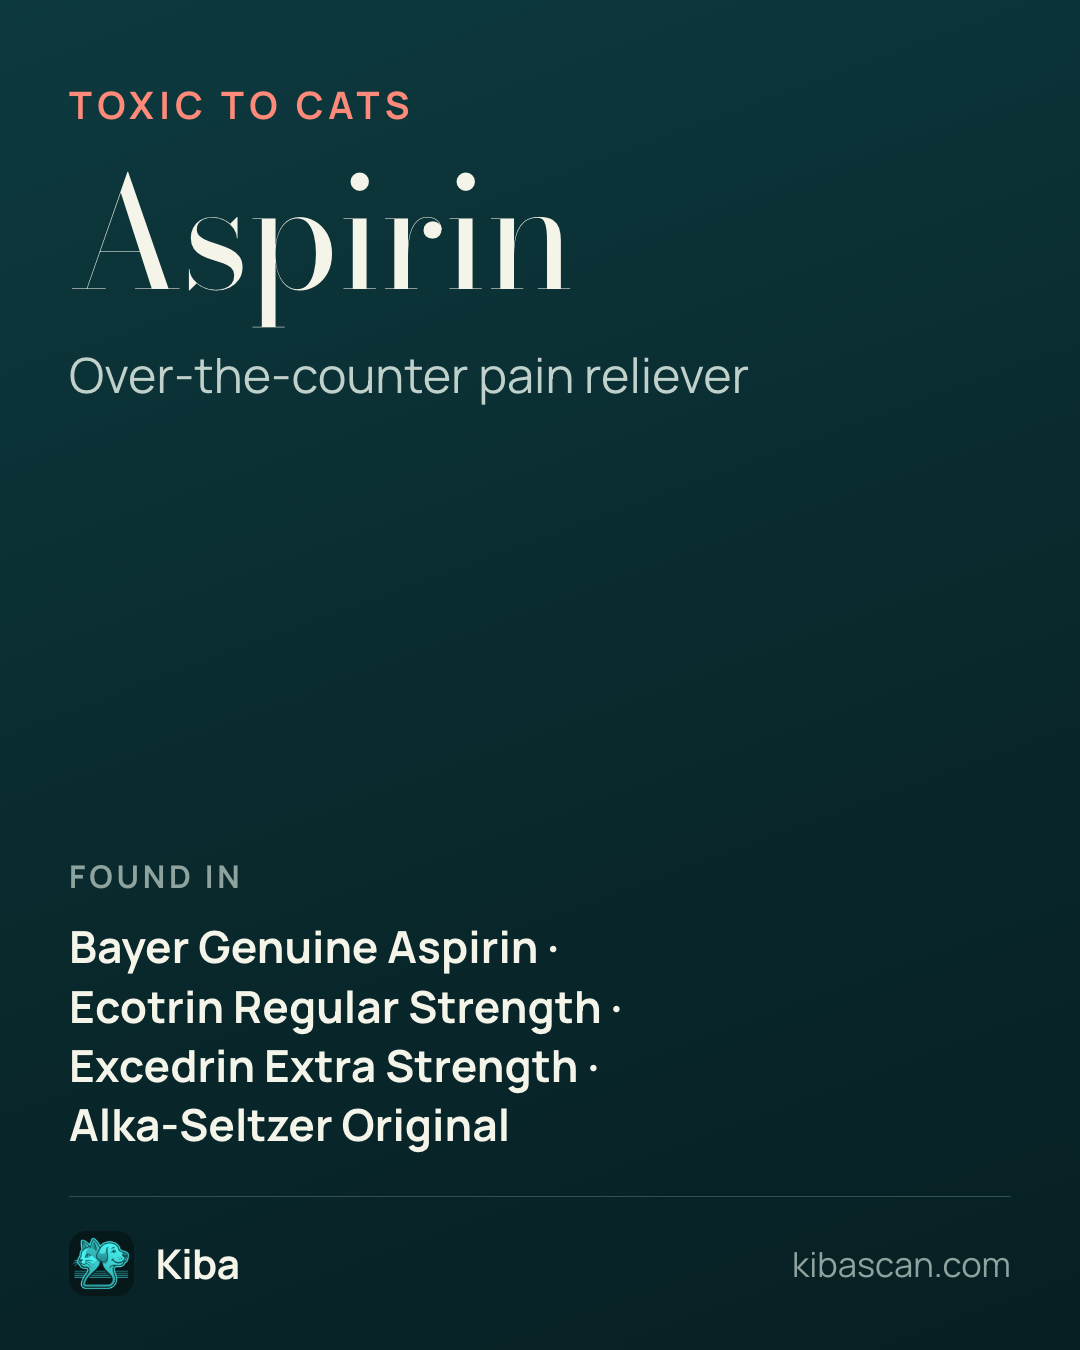 TOXIC TO CATS
Aspirin
Over-the-counter pain reliever
FOUND IN
Bayer Genuine Aspirin ·
Ecotrin Regular Strength ·
Excedrin Extra Strength ·
Alka-Seltzer Original
Kiba
kibascan.com